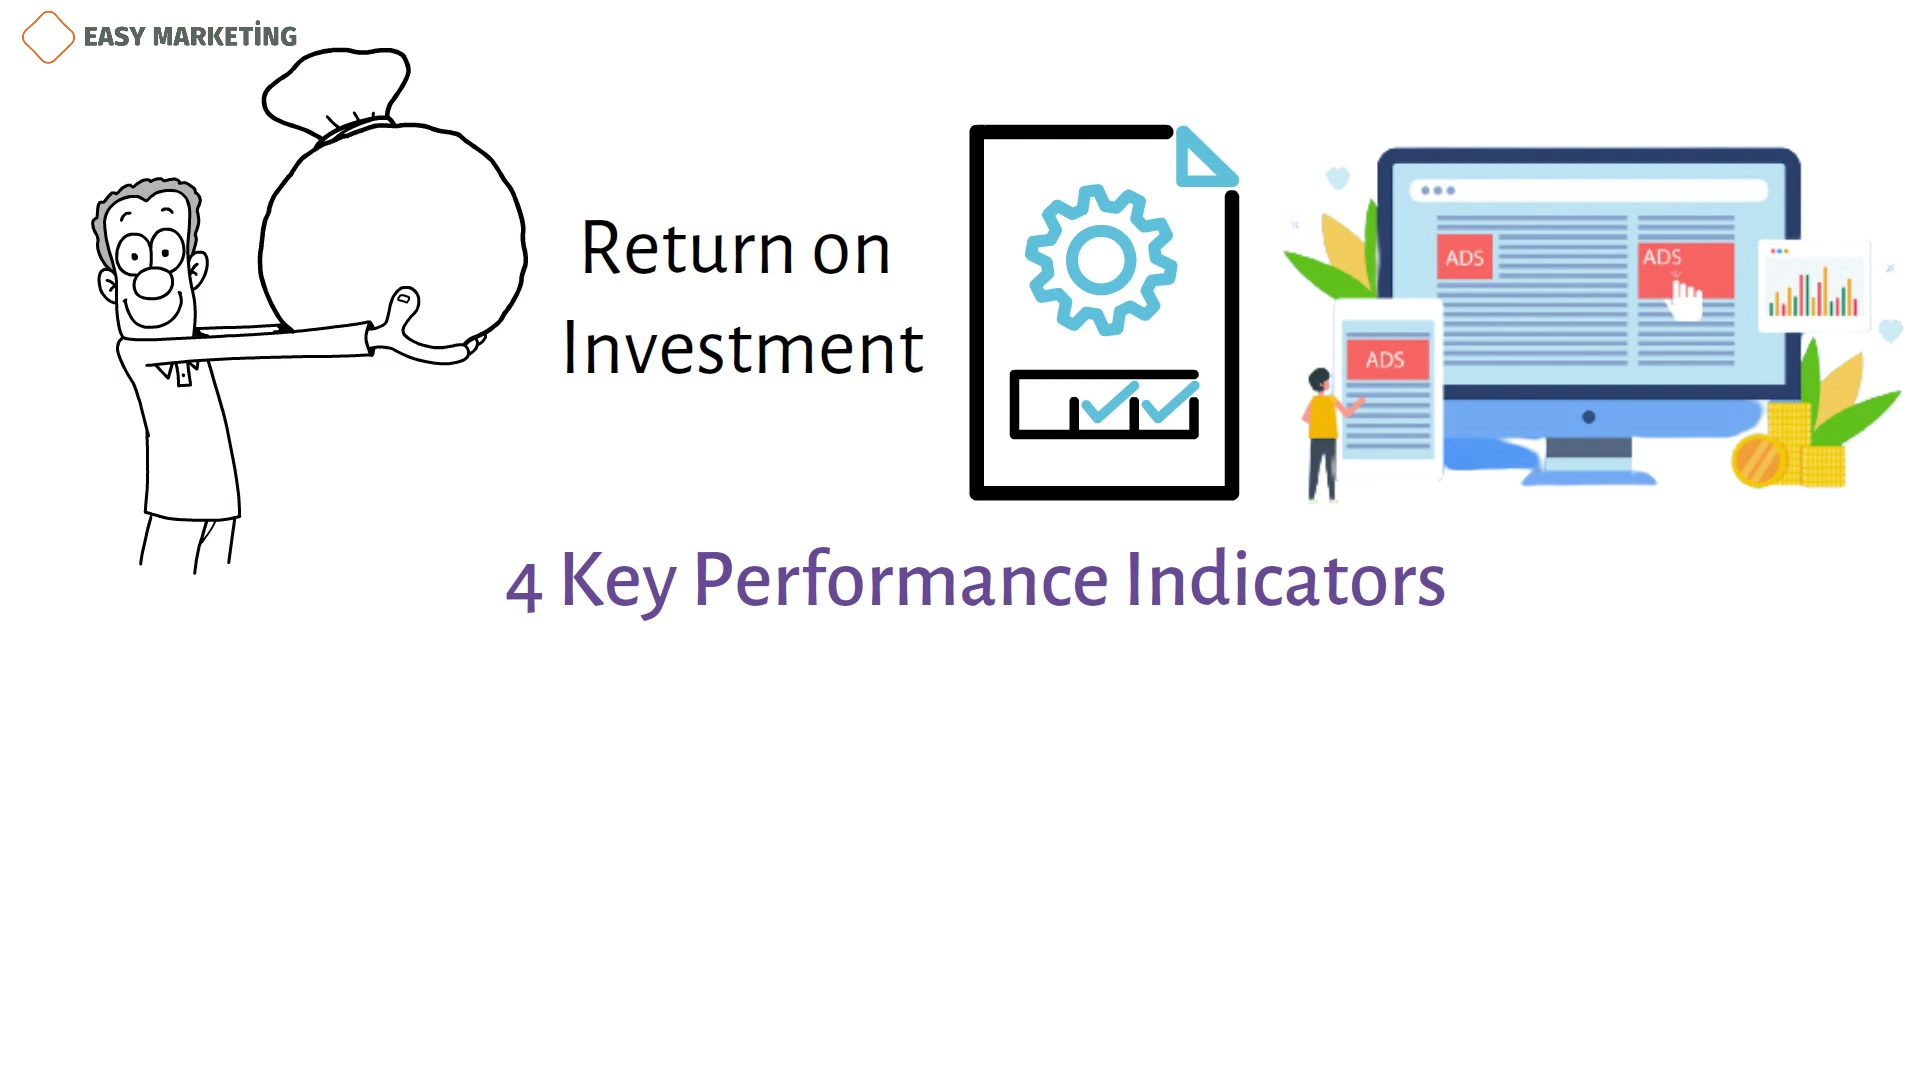 EASY MARKETİNG
Return on
Investment
ADS
ADS
ADS
4 Key Performance Indicators